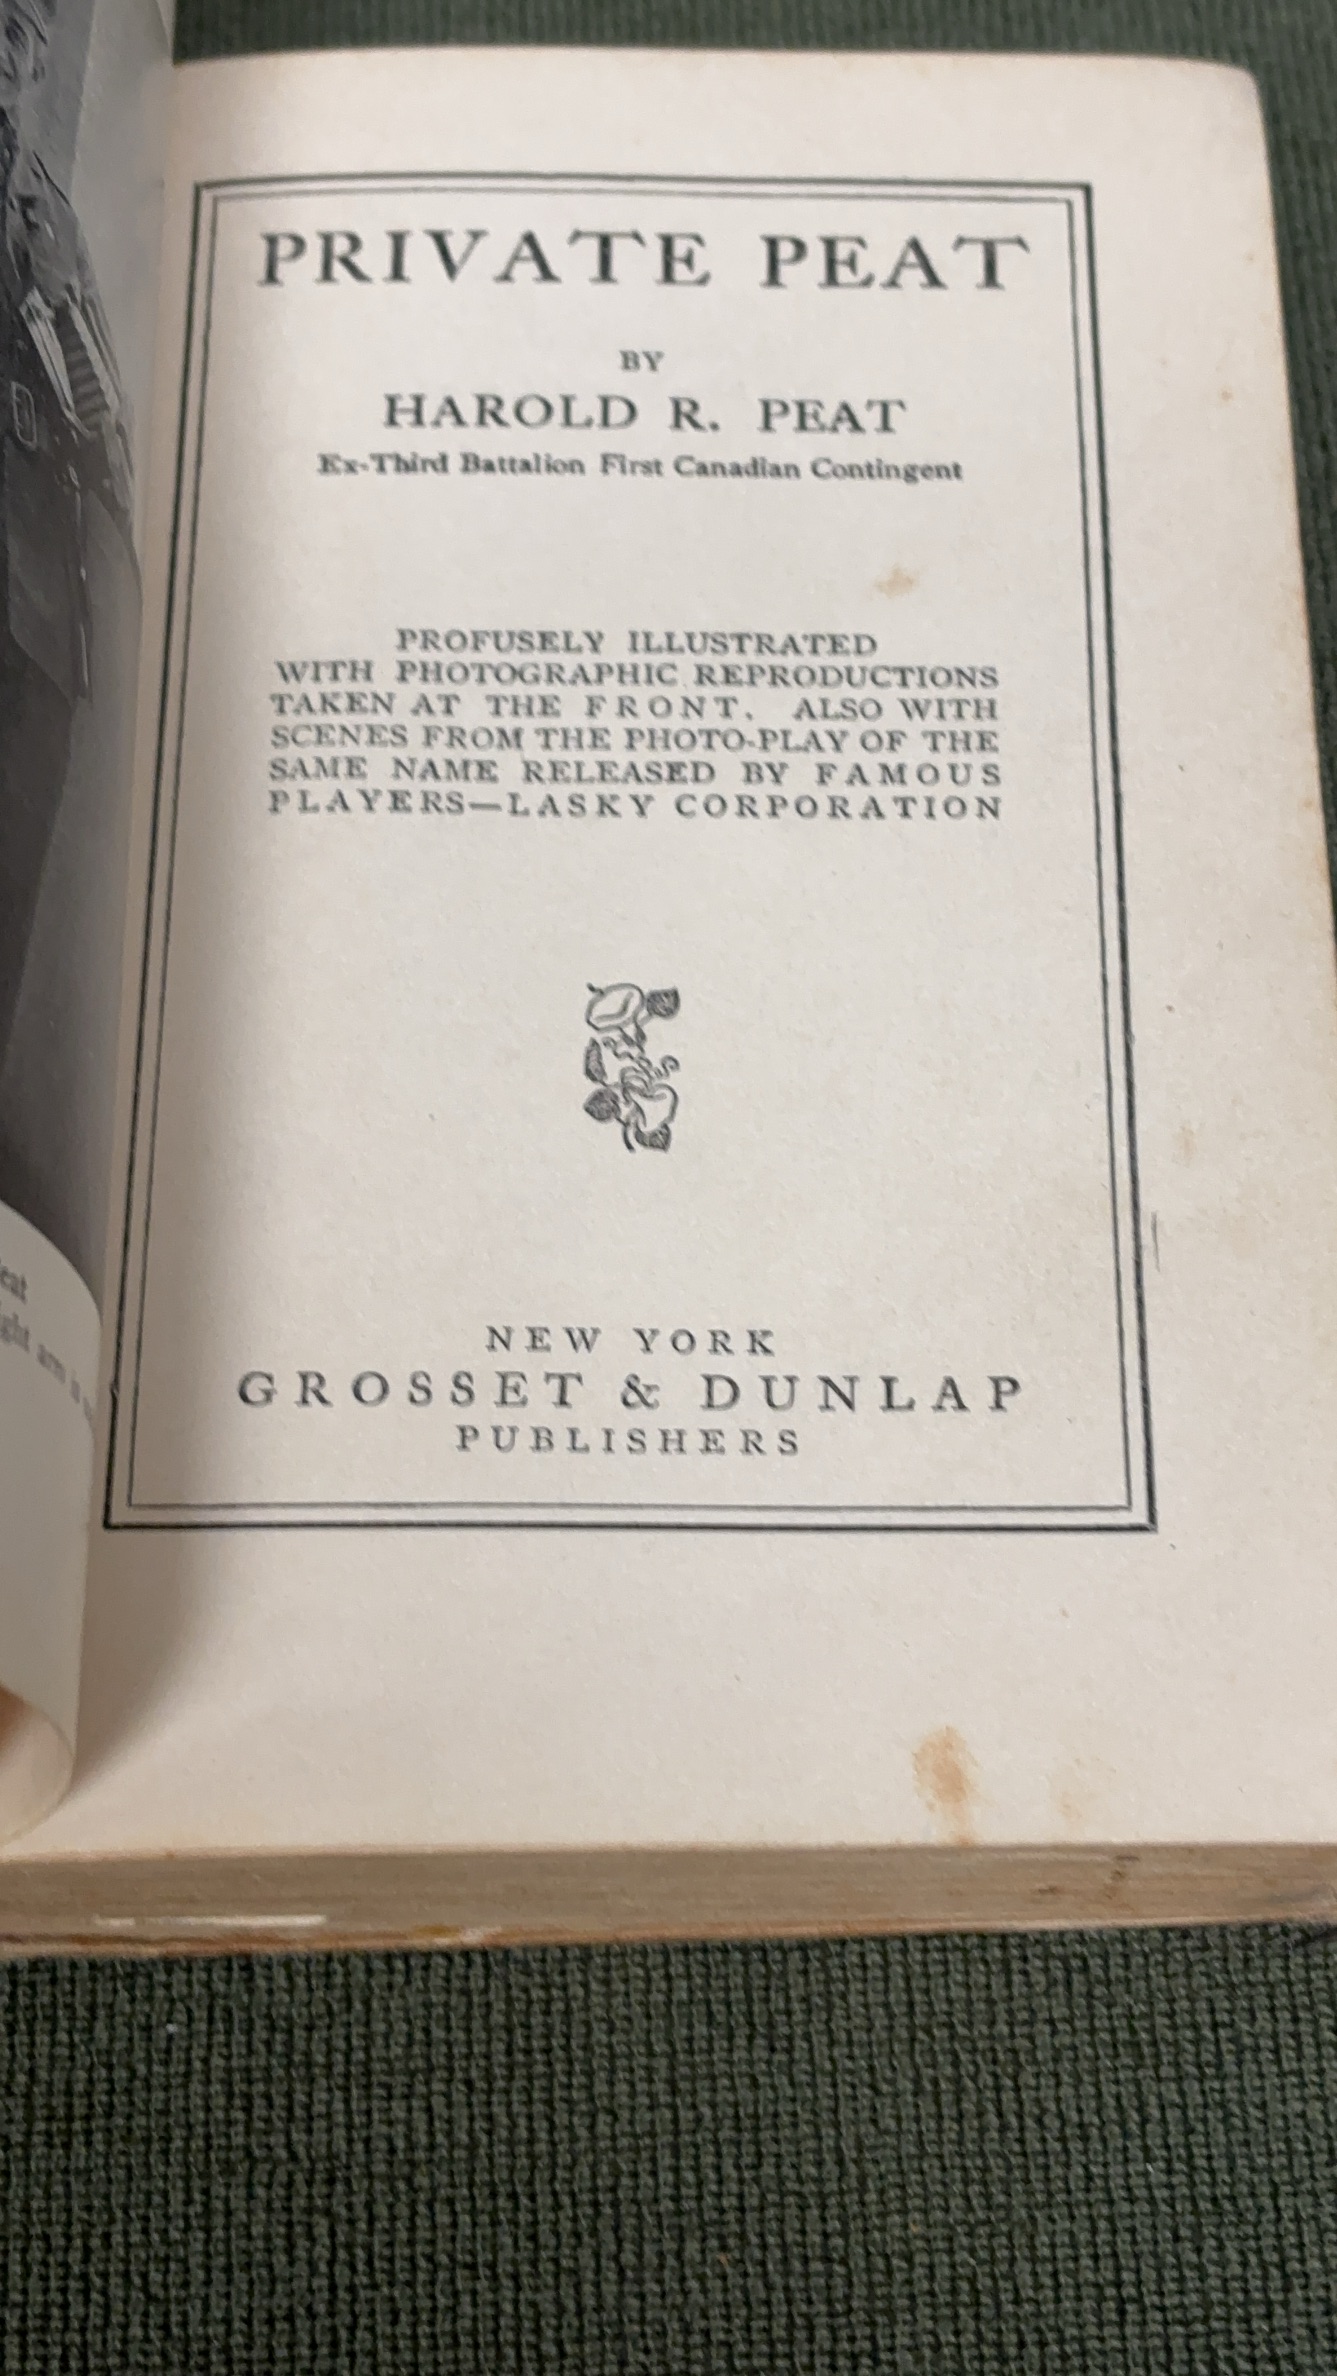 PRIVATE PEAT
BY
HAROLD R. PEAT
Ex-Third Battalion First Canadian Contingent
PROFUSELY ILLUSTRATED
WITH PHOTOGRAPHIC REPRODUCTIONS
TAKEN AT THE FRONT. ALSO WITH
SCENES FROM THE PHOTO-PLAY OF THE
SAME NAME RELEASED BY FAMOUS
PLAYERS—LASKY CORPORATION
NEW YORK
GROSSET & DUNLAP
PUBLISHERS